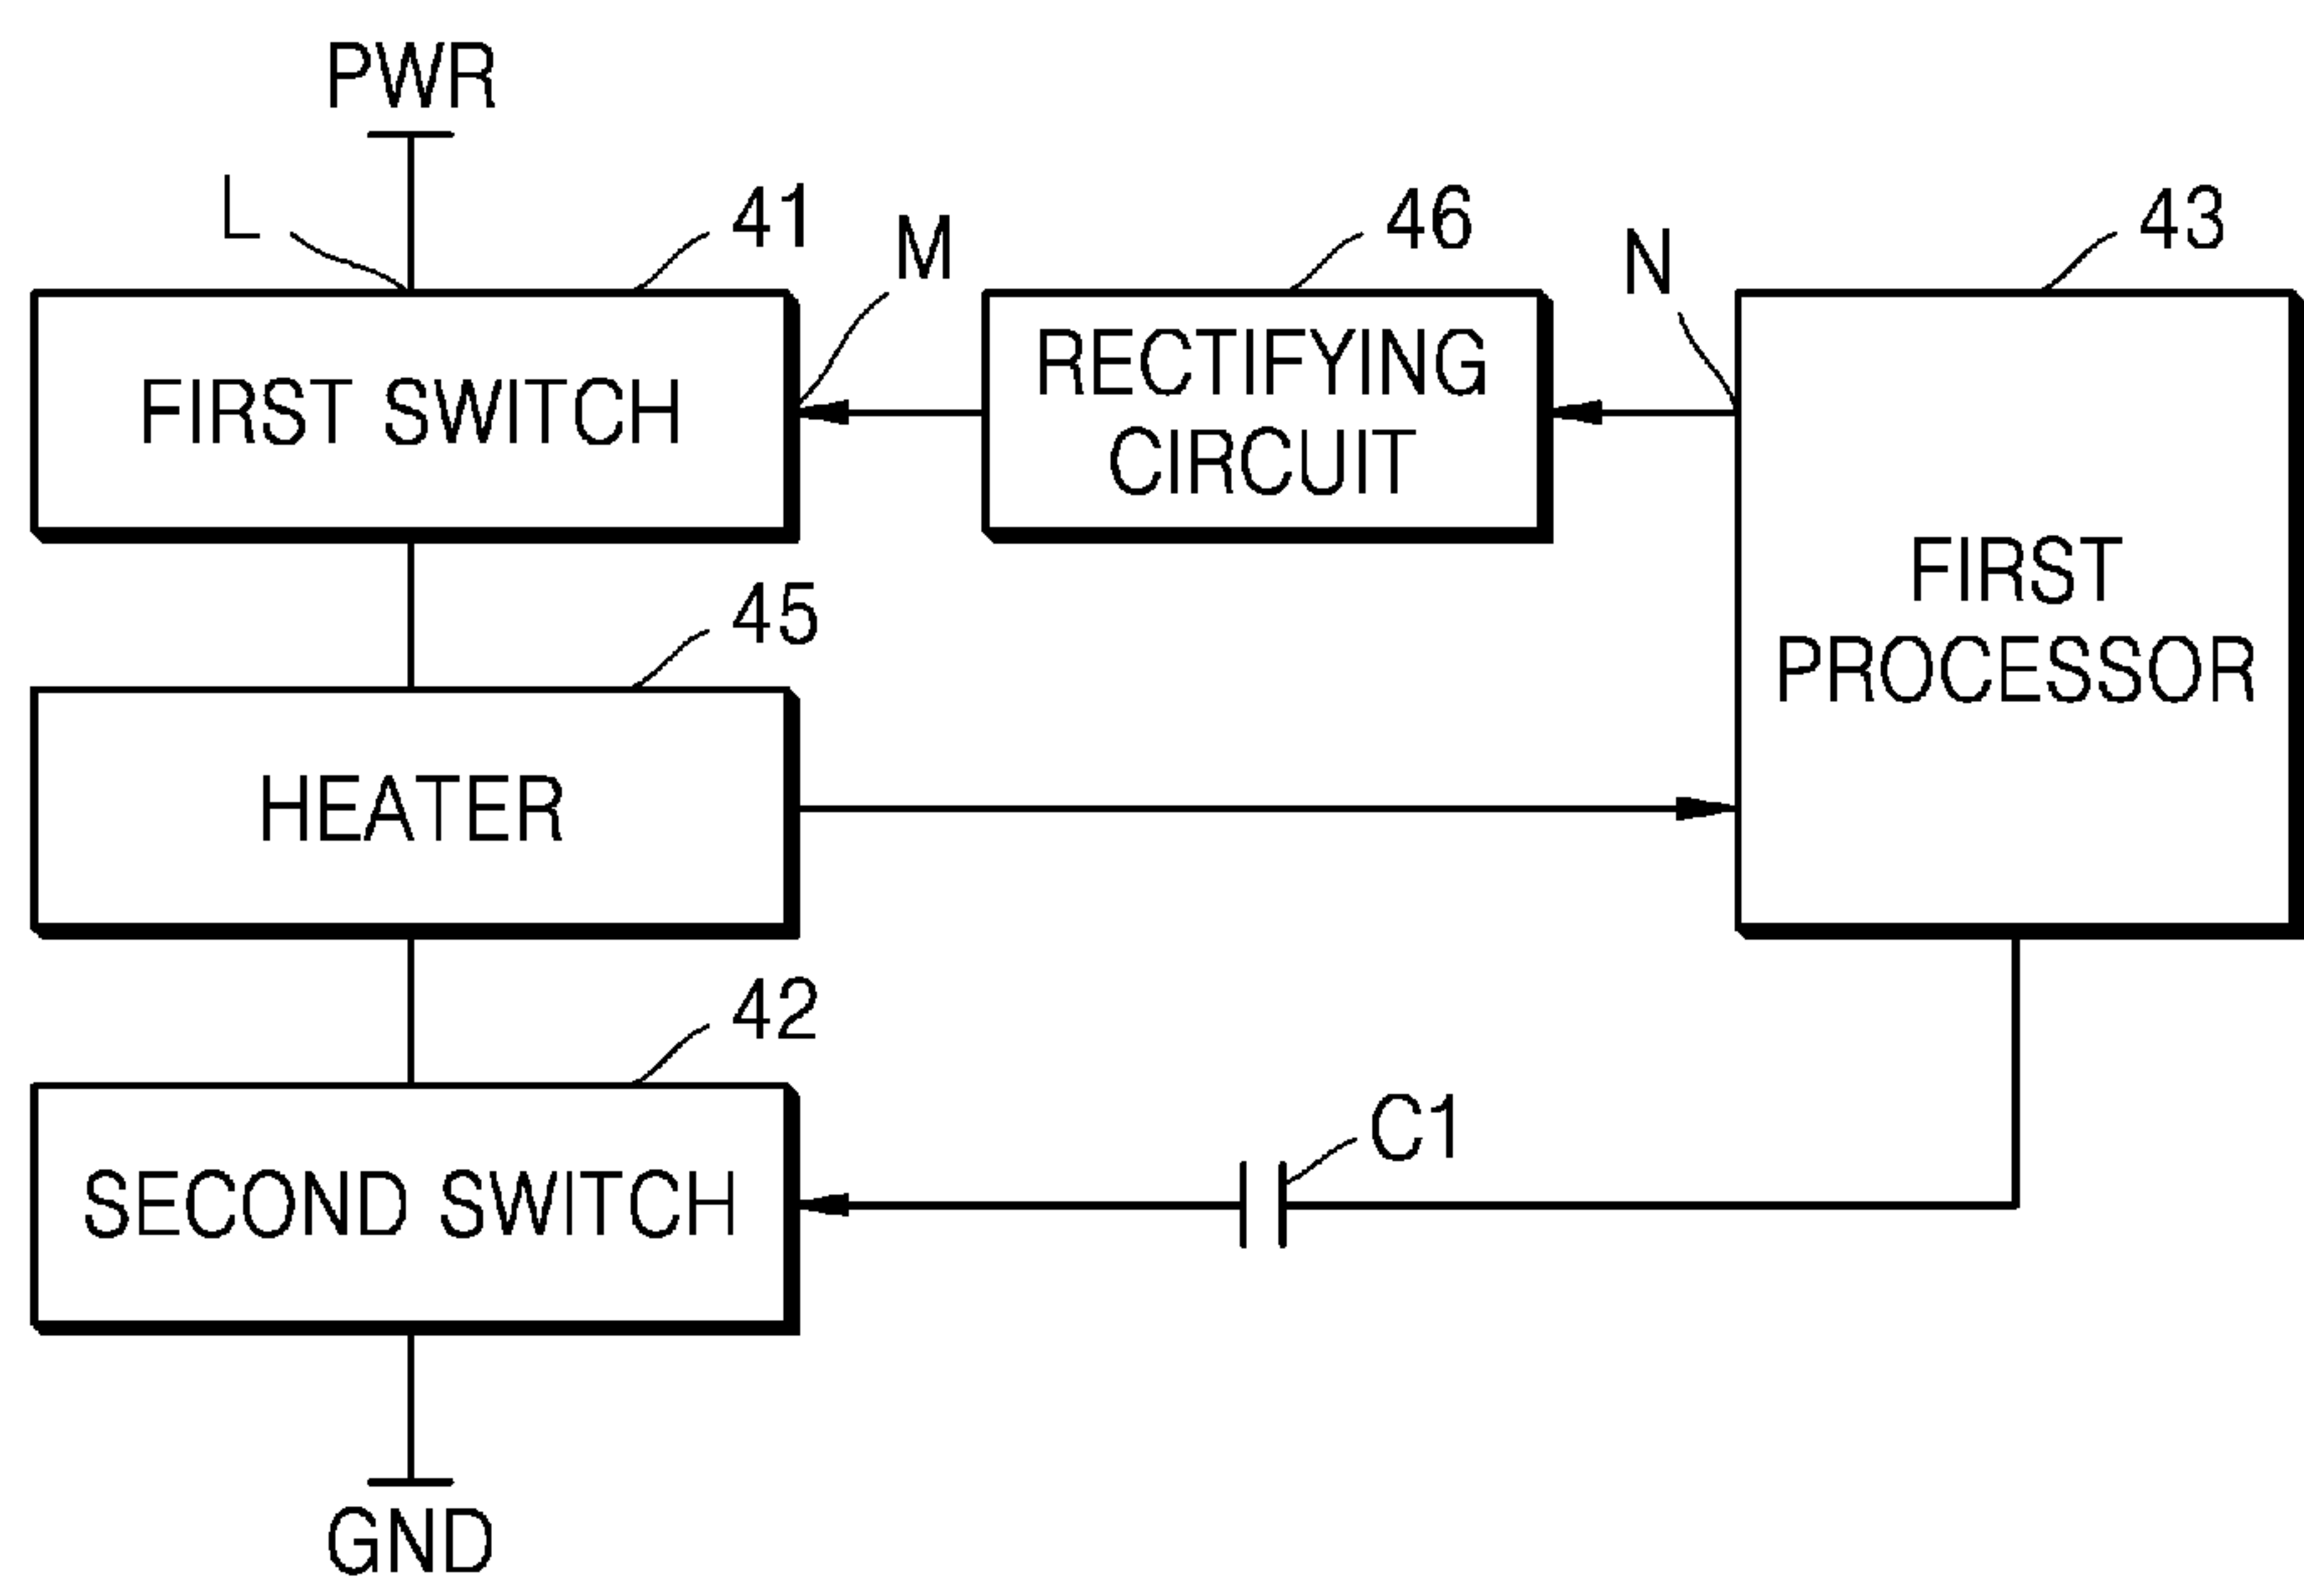 PWR
L
41
M
46
N
43
FIRST SWITCH
RECTIFYING
CIRCUIT
FIRST
PROCESSOR
45
HEATER
42
SECOND SWITCH
C1
GND